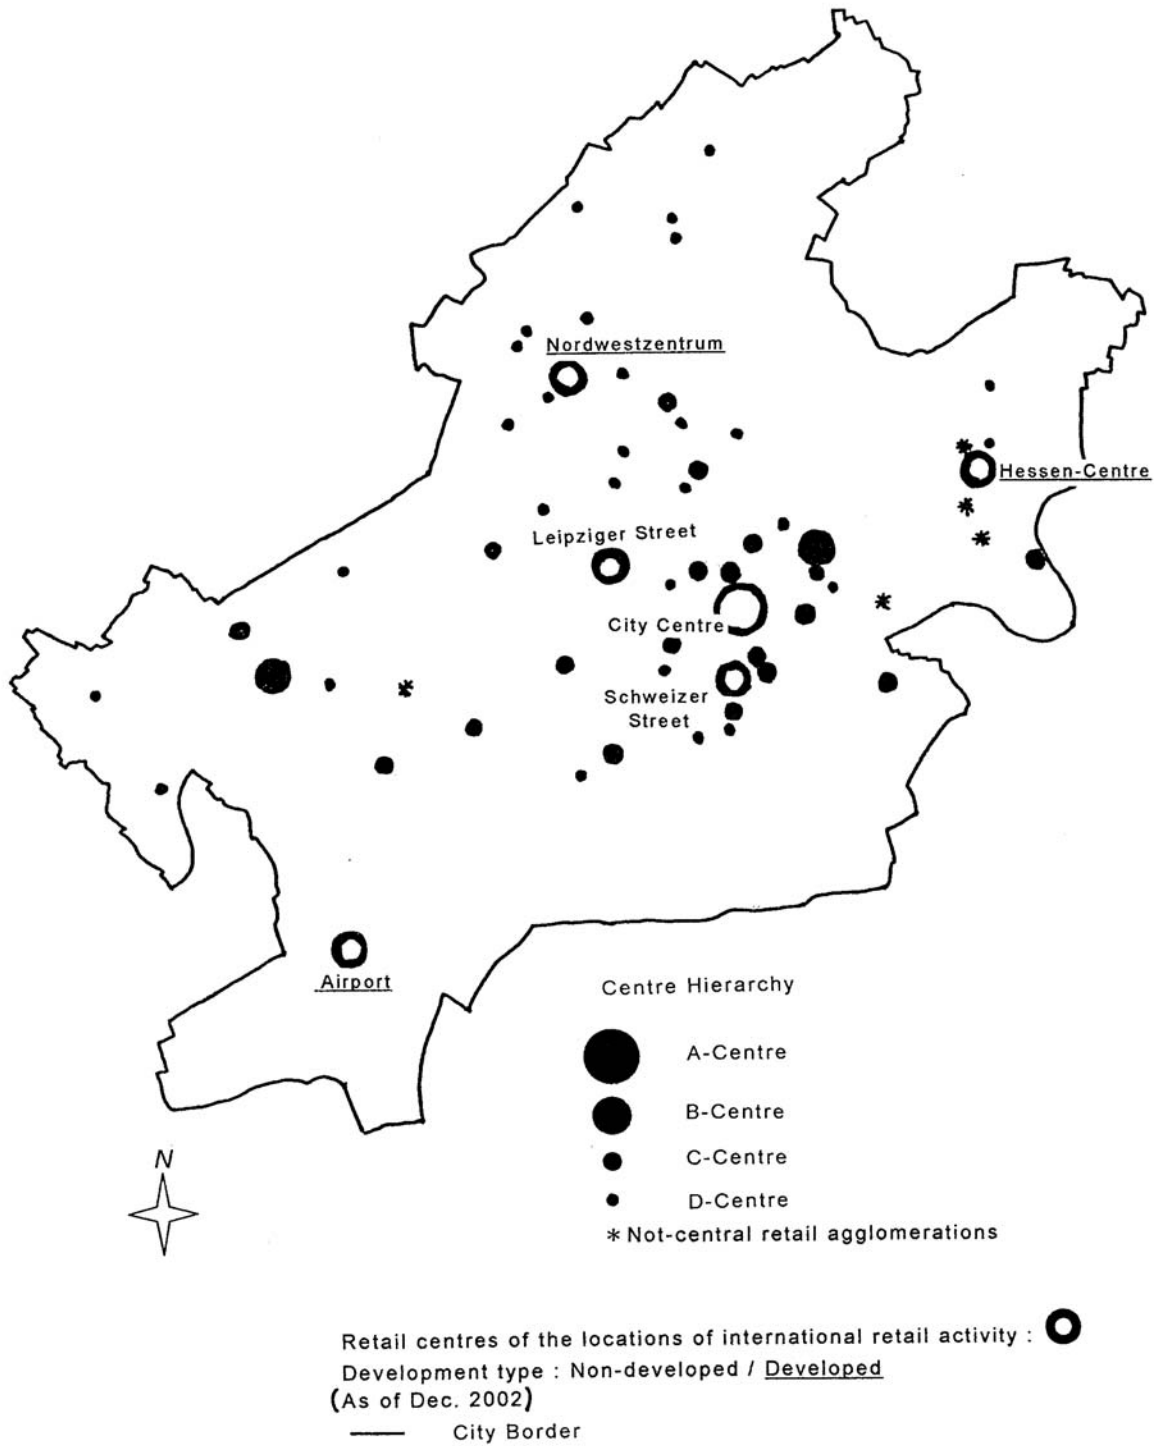 Nordwestzentrum
Hessen-Centre
Leipziger Street
City Centre
Schweizer
Street
Airport
Centre Hierarchy
A-Centre
B-Centre
C-Centre
D-Centre
* Not-central retail agglomerations
N
Retail centres of the locations of international retail activity :
Development type : Non-developed / Developed
(As of Dec. 2002)
City Border